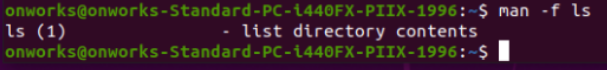 onworks@onworks-Standard-PC-i440FX-PIIX-1996:~$ man -f ls
ls (1)               - list directory contents
onworks@onworks-Standard-PC-i440FX-PIIX-1996:~$